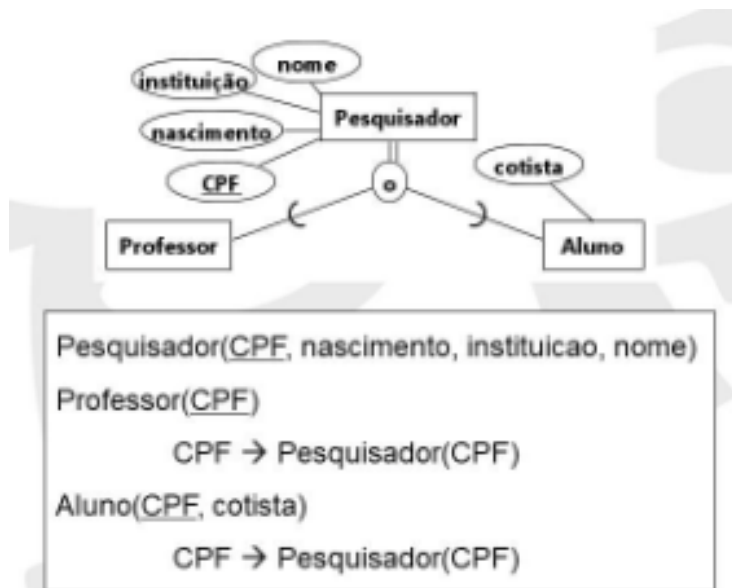 nome
instituição
Pesquisador
nascimento
CPF
o
cotista
Professor
Aluno
Pesquisador(CPF, nascimento, instituicao, nome)
Professor(CPF)
CPF → Pesquisador(CPF)
Aluno(CPF, cotista)
CPF → Pesquisador(CPF)